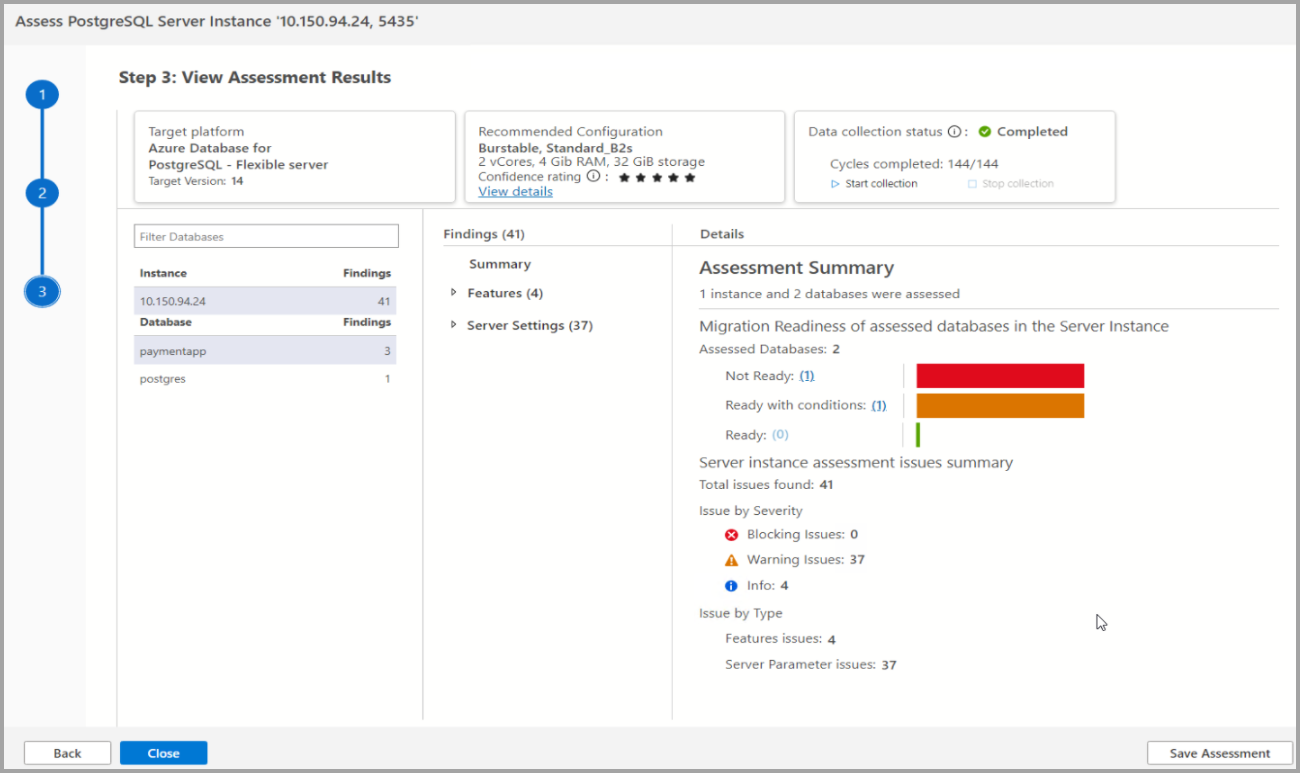 Assess PostgreSQL Server Instance '10.150.94.24, 5435'
1
2
3
Step 3: View Assessment Results
Target platform
Azure Database for
PostgreSQL - Flexible server
Target Version: 14
Recommended Configuration
Burstable, Standard_B2s
2 vCores, 4 Gib RAM, 32 GiB storage
Confidence rating ⓘ : ★ ★ ★ ★ ★
View details
Data collection status ⓘ : Completed
Cycles completed: 144/144
Start collection
Stop collection
Filter Databases
Instance Findings
10.150.94.24 41
Database Findings
paymentapp 3
postgres 1
Findings (41)
Summary
Features (4)
Server Settings (37)
Details
Assessment Summary
1 instance and 2 databases were assessed
Migration Readiness of assessed databases in the Server Instance
Assessed Databases: 2
Not Ready: (1)
Ready with conditions: (1)
Ready: (0)
Server instance assessment issues summary
Total issues found: 41
Issue by Severity
Blocking Issues: 0
Warning Issues: 37
Info: 4
Issue by Type
Features issues: 4
Server Parameter issues: 37
Back
Close
Save Assessment